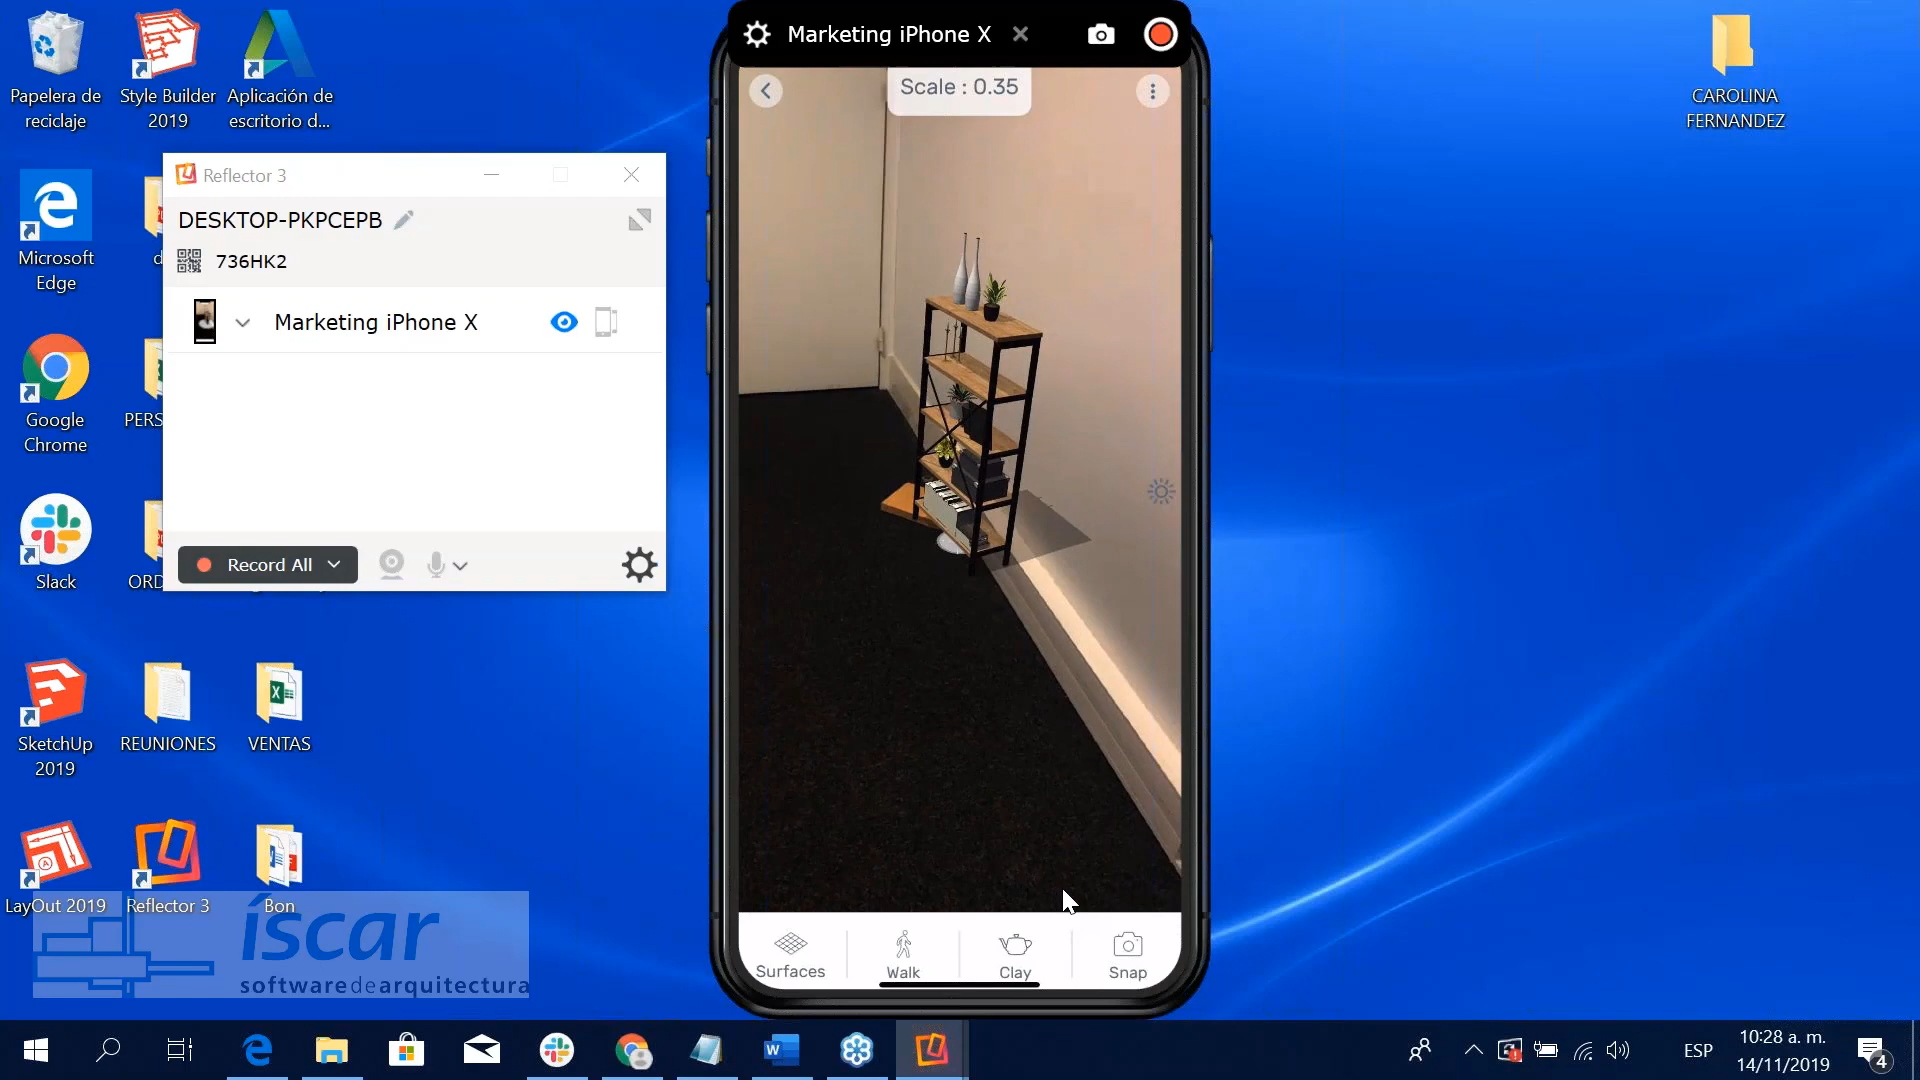 Papelera de
reciclaje
Style Builder
2019
Aplicación de
escritorio d...
Microsoft
Edge
d
Google
Chrome
PERS
Slack
ORD
SketchUp
2019
REUNIONES
VENTAS
LayOut 2019
Reflector 3
Bon
íscar
softwaredearquitectura
Reflector 3
DESKTOP-PKPCEPB
736HK2
Marketing iPhone X
Record All
Marketing iPhone X
Scale : 0.35
Surfaces
Walk
Clay
Snap
CAROLINA
FERNANDEZ
ESP
10:28 a. m.
14/11/2019
4